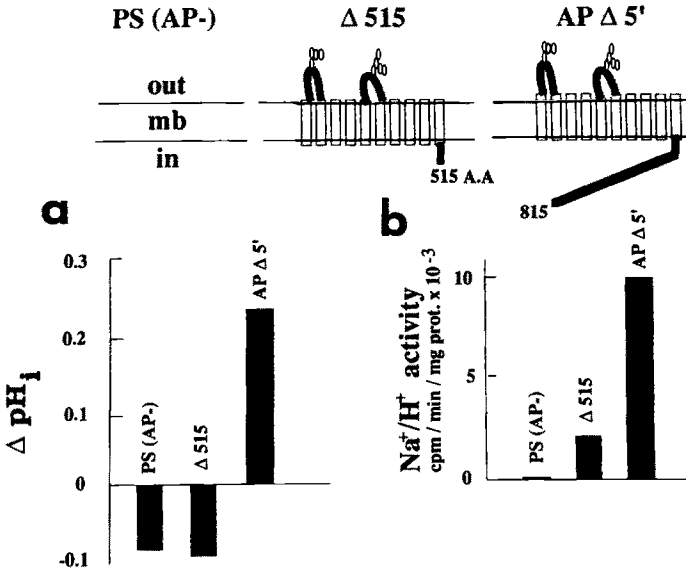 PS (AP-) Δ 515 AP Δ 5'
out
mb
in
515 A.A
815
a
b
0.3
0.2
0.1
0
-0.1
Δ pHi
PS (AP-)
Δ 515
AP Δ 5'
Na+/H+ activity
cpm / min / mg prot. x 10-3
10
5
0
PS (AP-)
Δ 515
AP Δ 5'